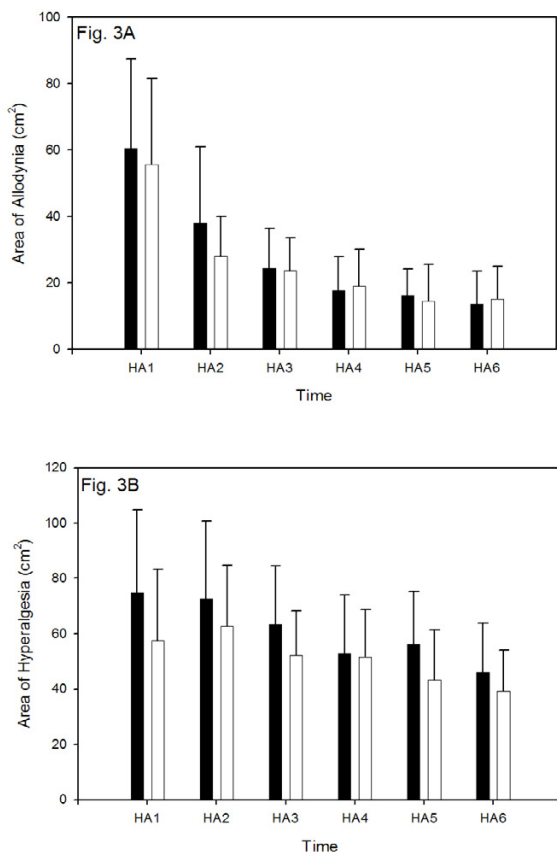 Fig. 3A
Area of Allodynia (cm²)
100
80
60
40
20
0
HA1 HA2 HA3 HA4 HA5 HA6
Time
Fig. 3B
Area of Hyperalgesia (cm²)
120
100
80
60
40
20
0
HA1 HA2 HA3 HA4 HA5 HA6
Time